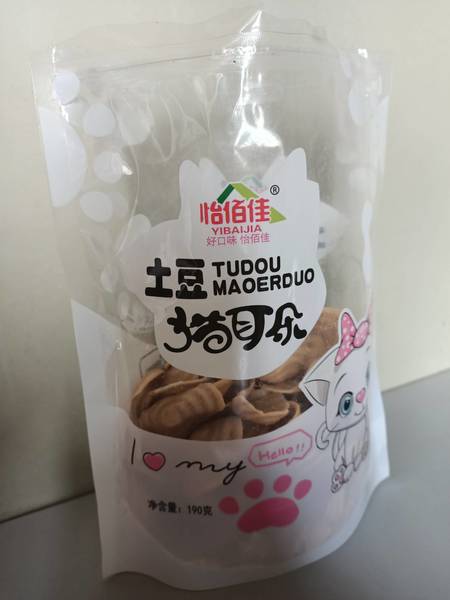 怡佰佳®
YIBAIJIA
好口味 怡佰佳
土豆 TUDOU
MAOERDUO
猫耳朵
I ♥ my
Hello!!
净含量：190克